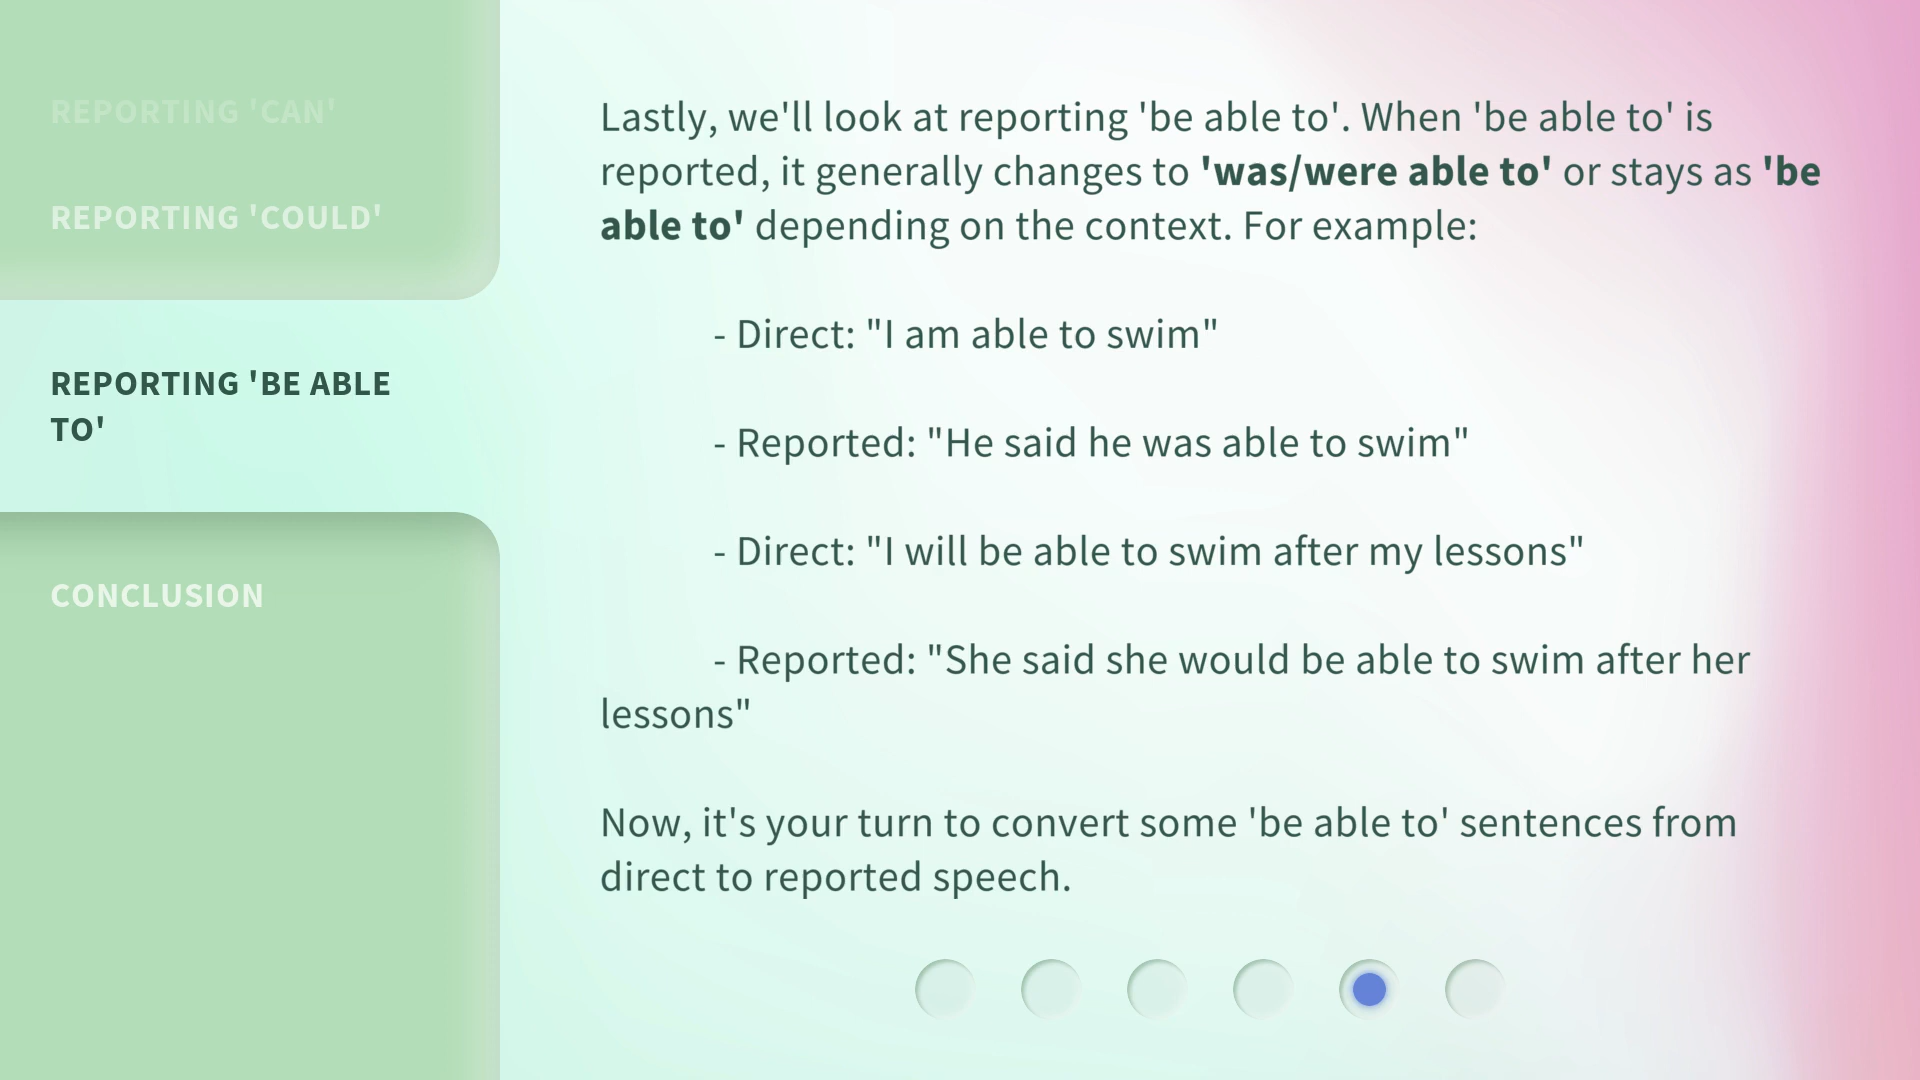 REPORTING 'CAN'
REPORTING 'COULD'
REPORTING 'BE ABLE
TO'
CONCLUSION
Lastly, we'll look at reporting 'be able to'. When 'be able to' is
reported, it generally changes to 'was/were able to' or stays as 'be
able to' depending on the context. For example:
- Direct: "I am able to swim"
- Reported: "He said he was able to swim"
- Direct: "I will be able to swim after my lessons"
- Reported: "She said she would be able to swim after her
lessons"
Now, it's your turn to convert some 'be able to' sentences from
direct to reported speech.